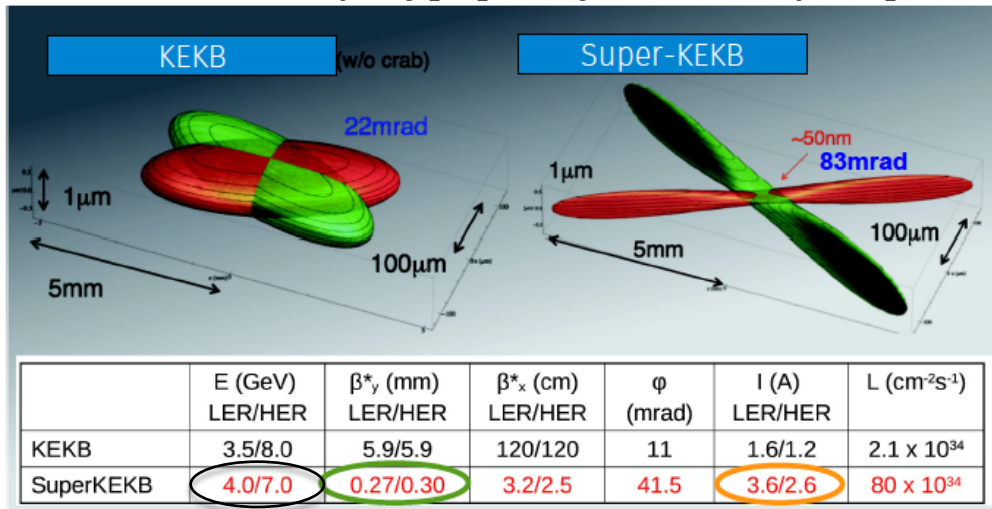 KEKB
(w/o crab)
Super-KEKB
22mrad
~50nm
83mrad
1μm
1μm
100μm
100μm
5mm
5mm
E (GeV) β*y (mm) β*x (cm) φ I (A) L (cm-2s-1)
LER/HER LER/HER LER/HER (mrad) LER/HER
KEKB 3.5/8.0 5.9/5.9 120/120 11 1.6/1.2 2.1 x 10³⁴
SuperKEKB 4.0/7.0 0.27/0.30 3.2/2.5 41.5 3.6/2.6 80 x 10³⁴